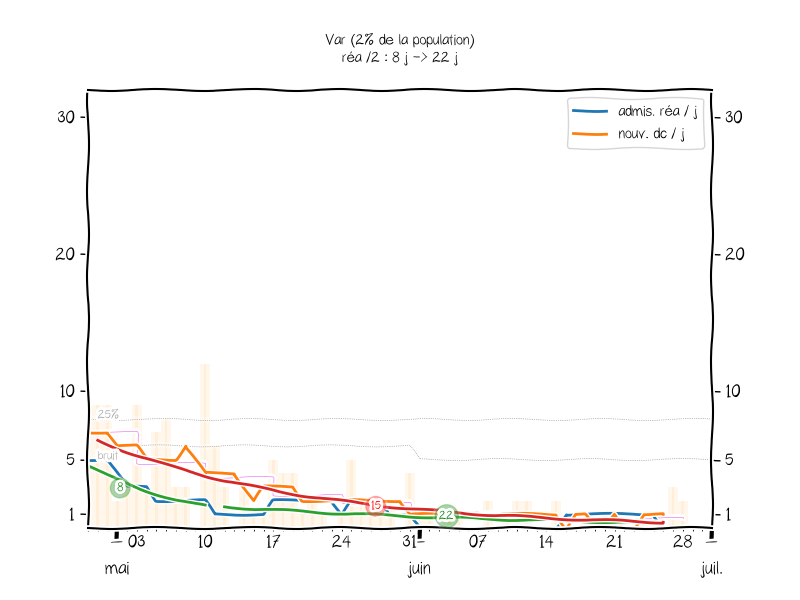 Var (2% de la population)
réa /2 : 8 j -> 22 j
admis. réa / j
nouv. dc / j
30
30
20
20
10
10
5
5
1
1
25%
bruit
8
15
22
03
10
17
24
31
07
14
21
28
mai
juin
juil.